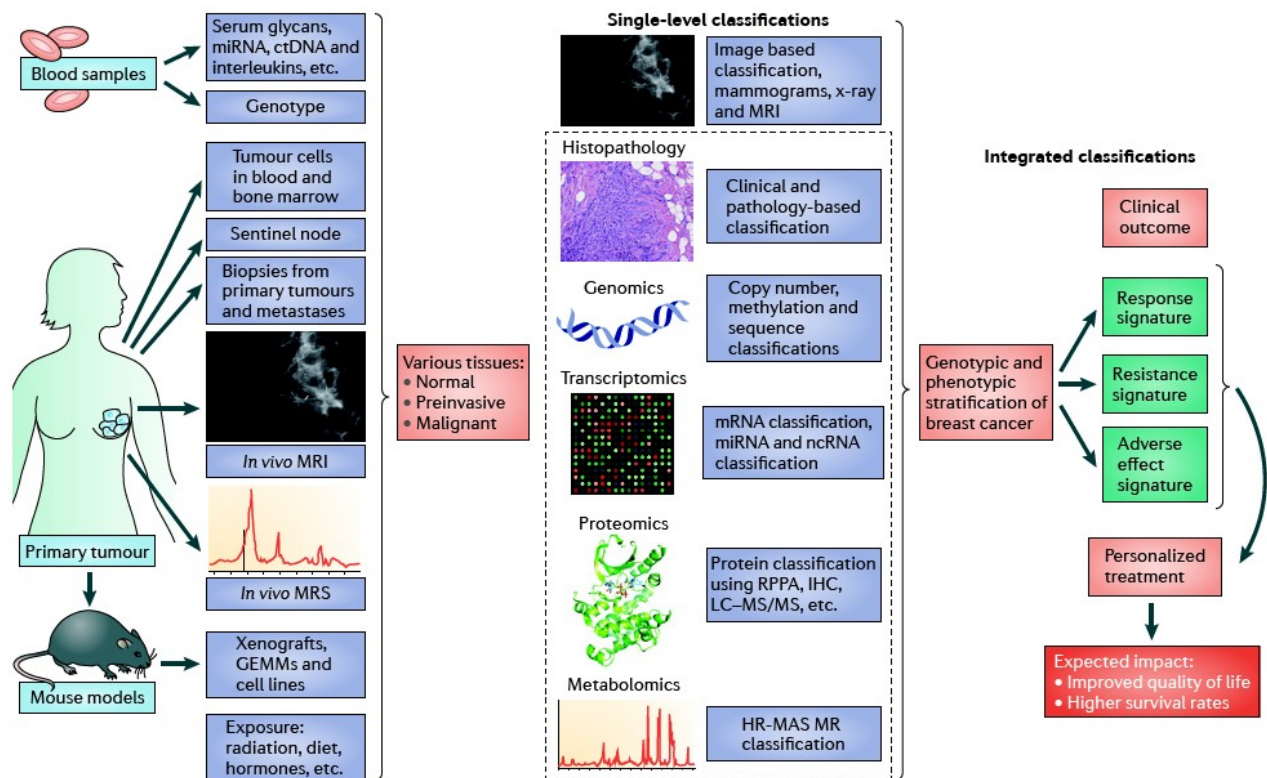 Blood samples
Serum glycans,
miRNA, ctDNA and
interleukins, etc.
Genotype
Tumour cells
in blood and
bone marrow
Sentinel node
Biopsies from
primary tumours
and metastases
In vivo MRI
In vivo MRS
Primary tumour
Mouse models
Xenografts,
GEMMs and
cell lines
Exposure:
radiation, diet,
hormones, etc.
Various tissues:
• Normal
• Preinvasive
• Malignant
Single-level classifications
Image based
classification,
mammograms, x-ray
and MRI
Histopathology
Clinical and
pathology-based
classification
Genomics
Copy number,
methylation and
sequence
classifications
Transcriptomics
mRNA classification,
miRNA and ncRNA
classification
Proteomics
Protein classification
using RPPA, IHC,
LC–MS/MS, etc.
Metabolomics
HR-MAS MR
classification
Integrated classifications
Genotypic and
phenotypic
stratification of
breast cancer
Clinical
outcome
Response
signature
Resistance
signature
Adverse
effect
signature
Personalized
treatment
Expected impact:
• Improved quality of life
• Higher survival rates